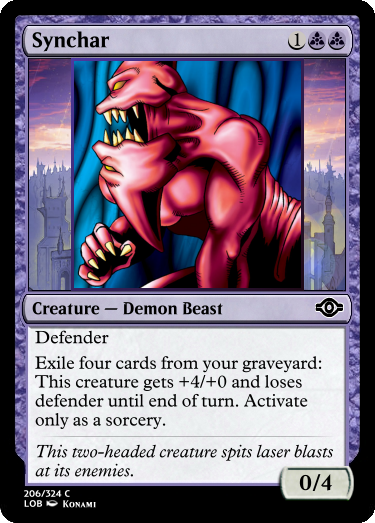 Synchar 1
Creature — Demon Beast
Defender
Exile four cards from your graveyard:
This creature gets +4/+0 and loses
defender until end of turn. Activate
only as a sorcery.
This two-headed creature spits laser blasts
at its enemies.
0/4
206/324 C
LOB Konami